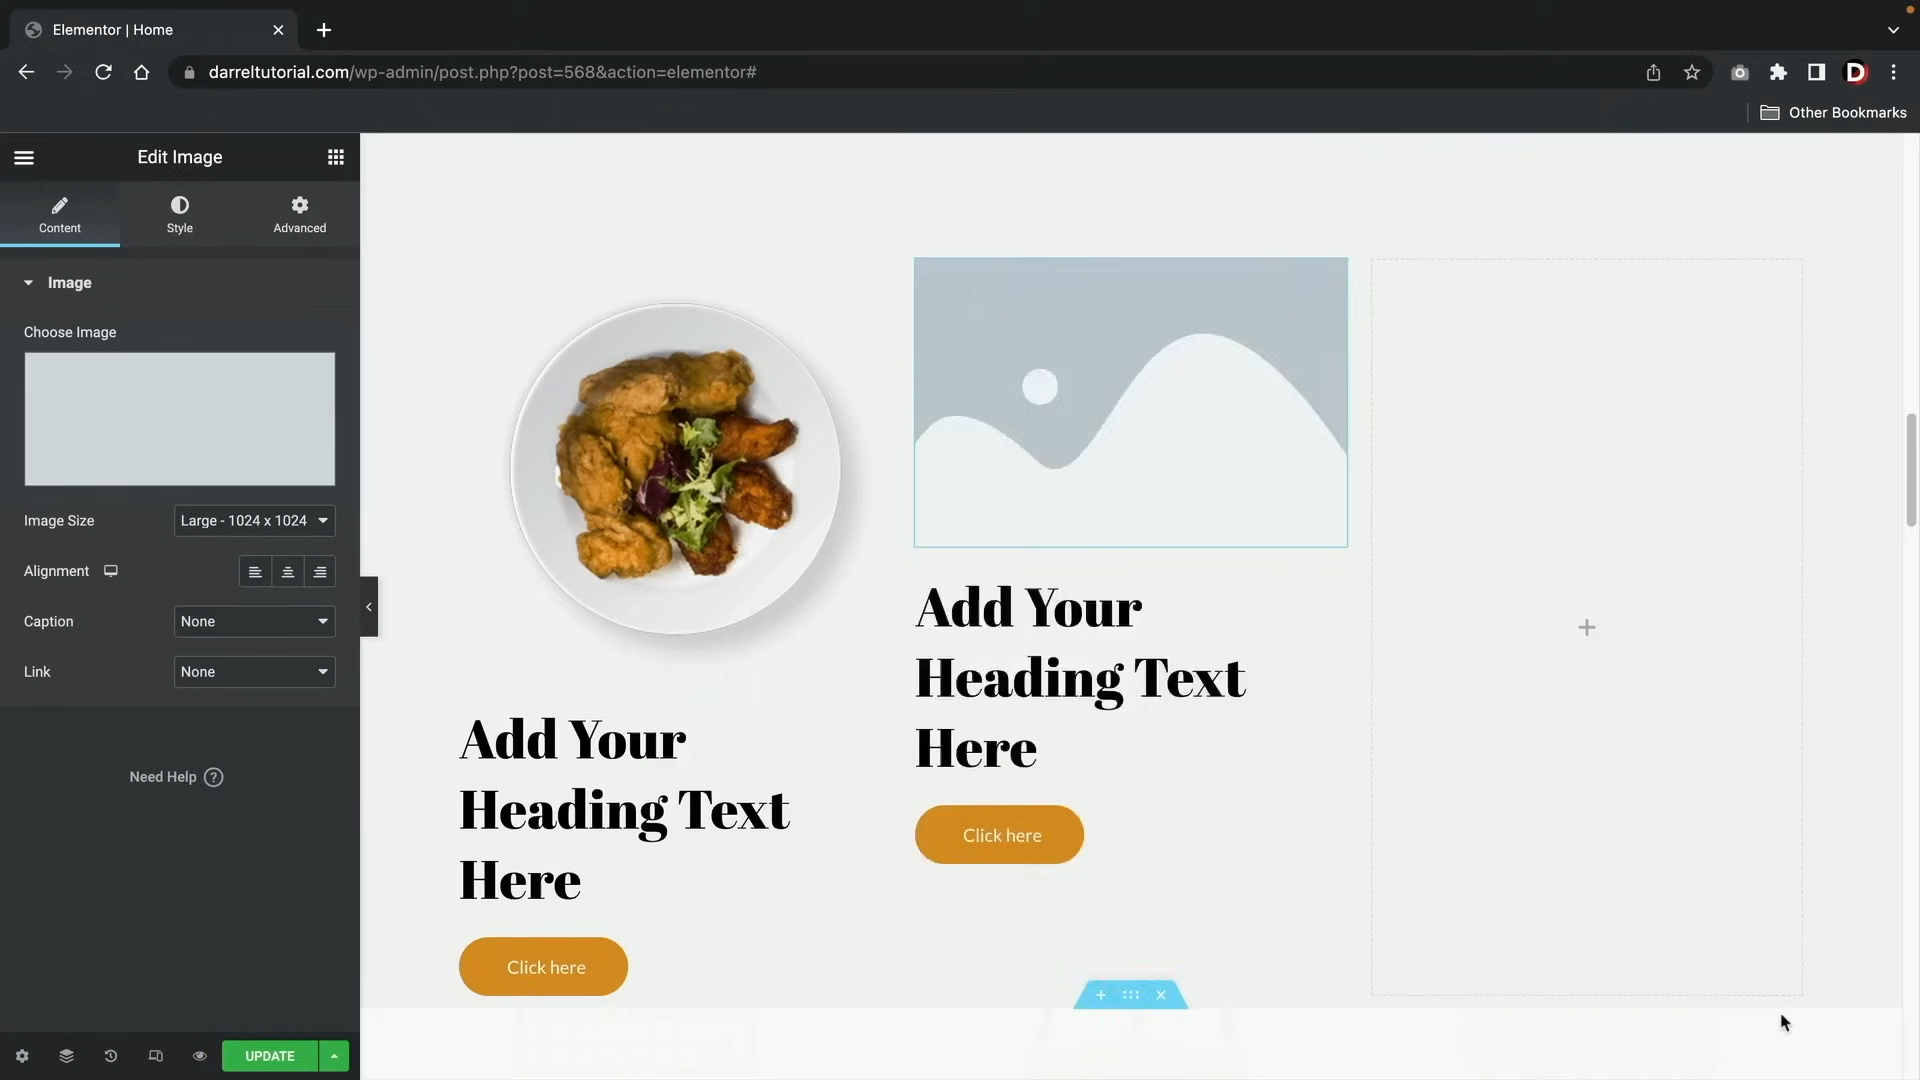 Elementor | Home
darreltutorial.com/wp-admin/post.php?post=568&action=elementor#
Other Bookmarks
Edit Image
Content
Style
Advanced
Image
Choose Image
Image Size
Large - 1024 x 1024
Alignment
Caption
None
Link
None
Need Help ?
UPDATE
Add Your
Heading Text
Here
Click here
Add Your
Heading Text
Here
Click here